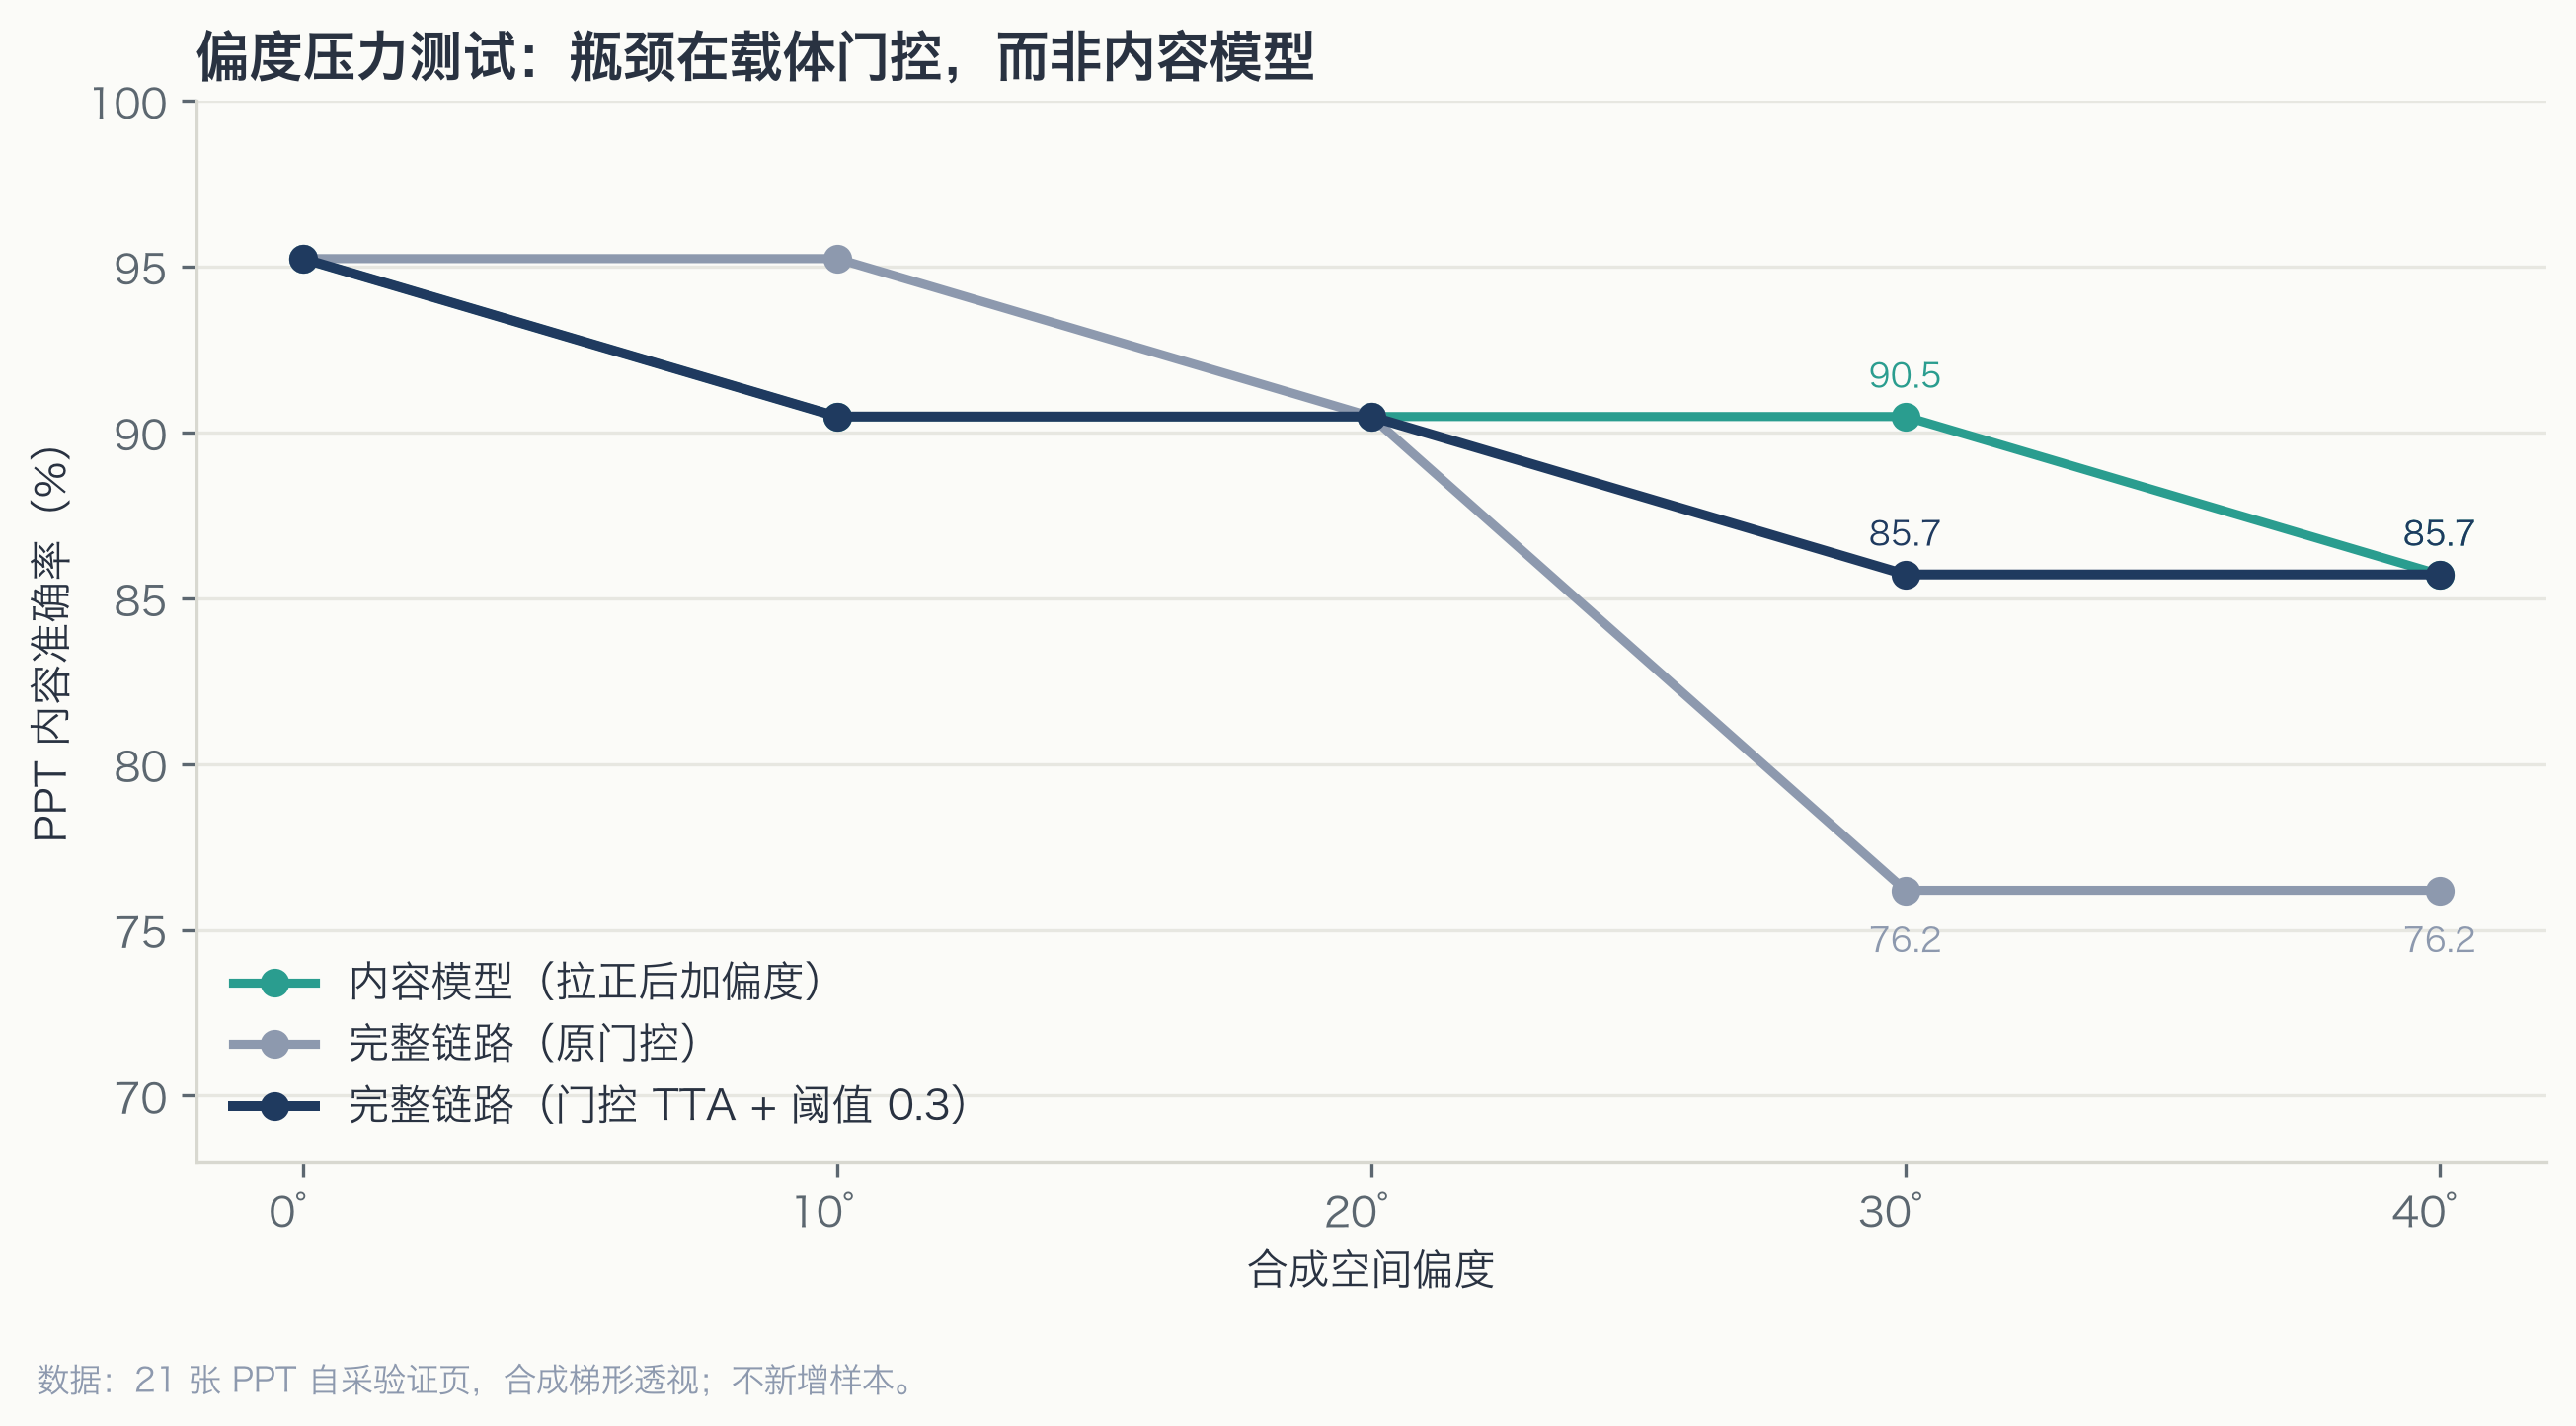 偏度压力测试：瓶颈在载体门控，而非内容模型
PPT 内容准确率（%）
100
95
90
85
80
75
70
90.5
85.7
85.7
76.2
76.2
内容模型（拉正后加偏度）
完整链路（原门控）
完整链路（门控 TTA + 阈值 0.3）
0°
10°
20°
30°
40°
合成空间偏度
数据：21 张 PPT 自采验证页，合成梯形透视；不新增样本。